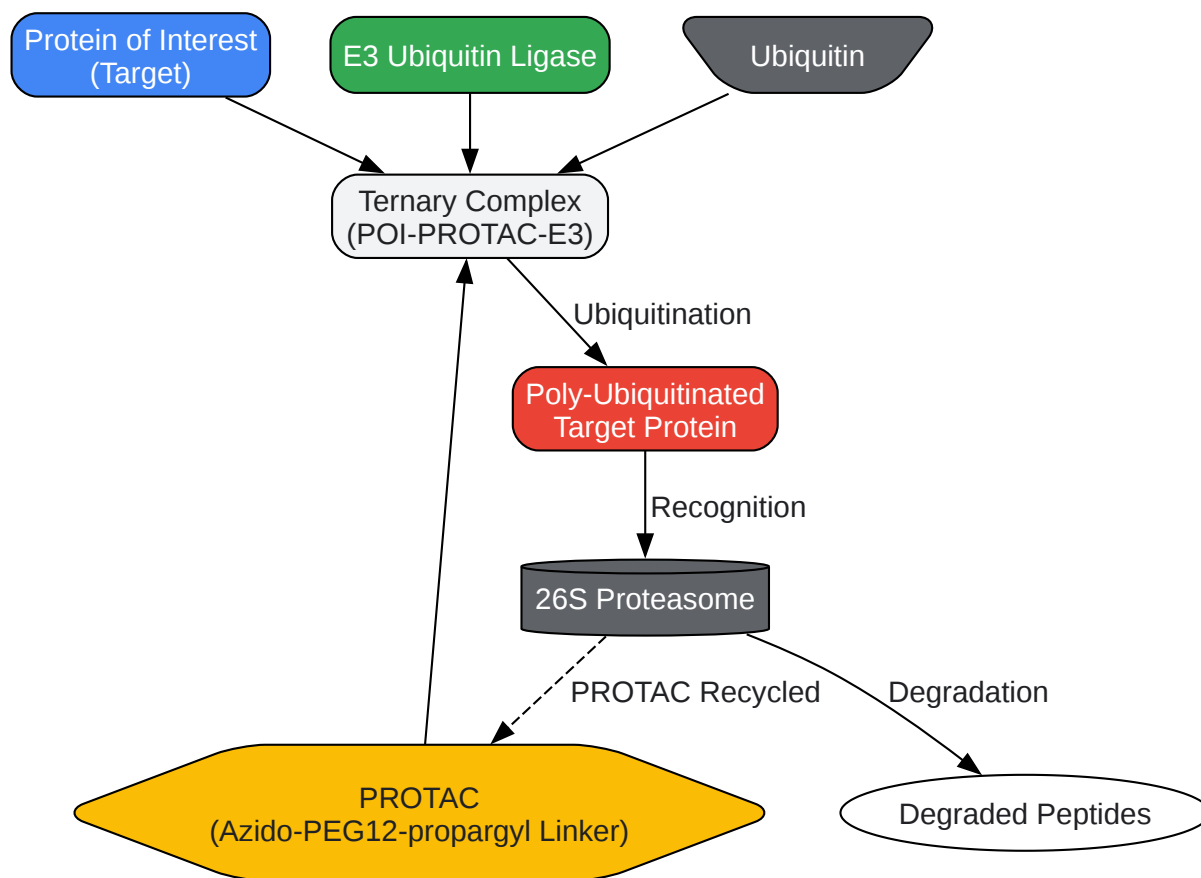 Protein of Interest
(Target)
E3 Ubiquitin Ligase
Ubiquitin
Ternary Complex
(POI-PROTAC-E3)
Ubiquitination
Poly-Ubiquitinated
Target Protein
Recognition
26S Proteasome
PROTAC Recycled
Degradation
PROTAC
(Azido-PEG12-propargyl Linker)
Degraded Peptides